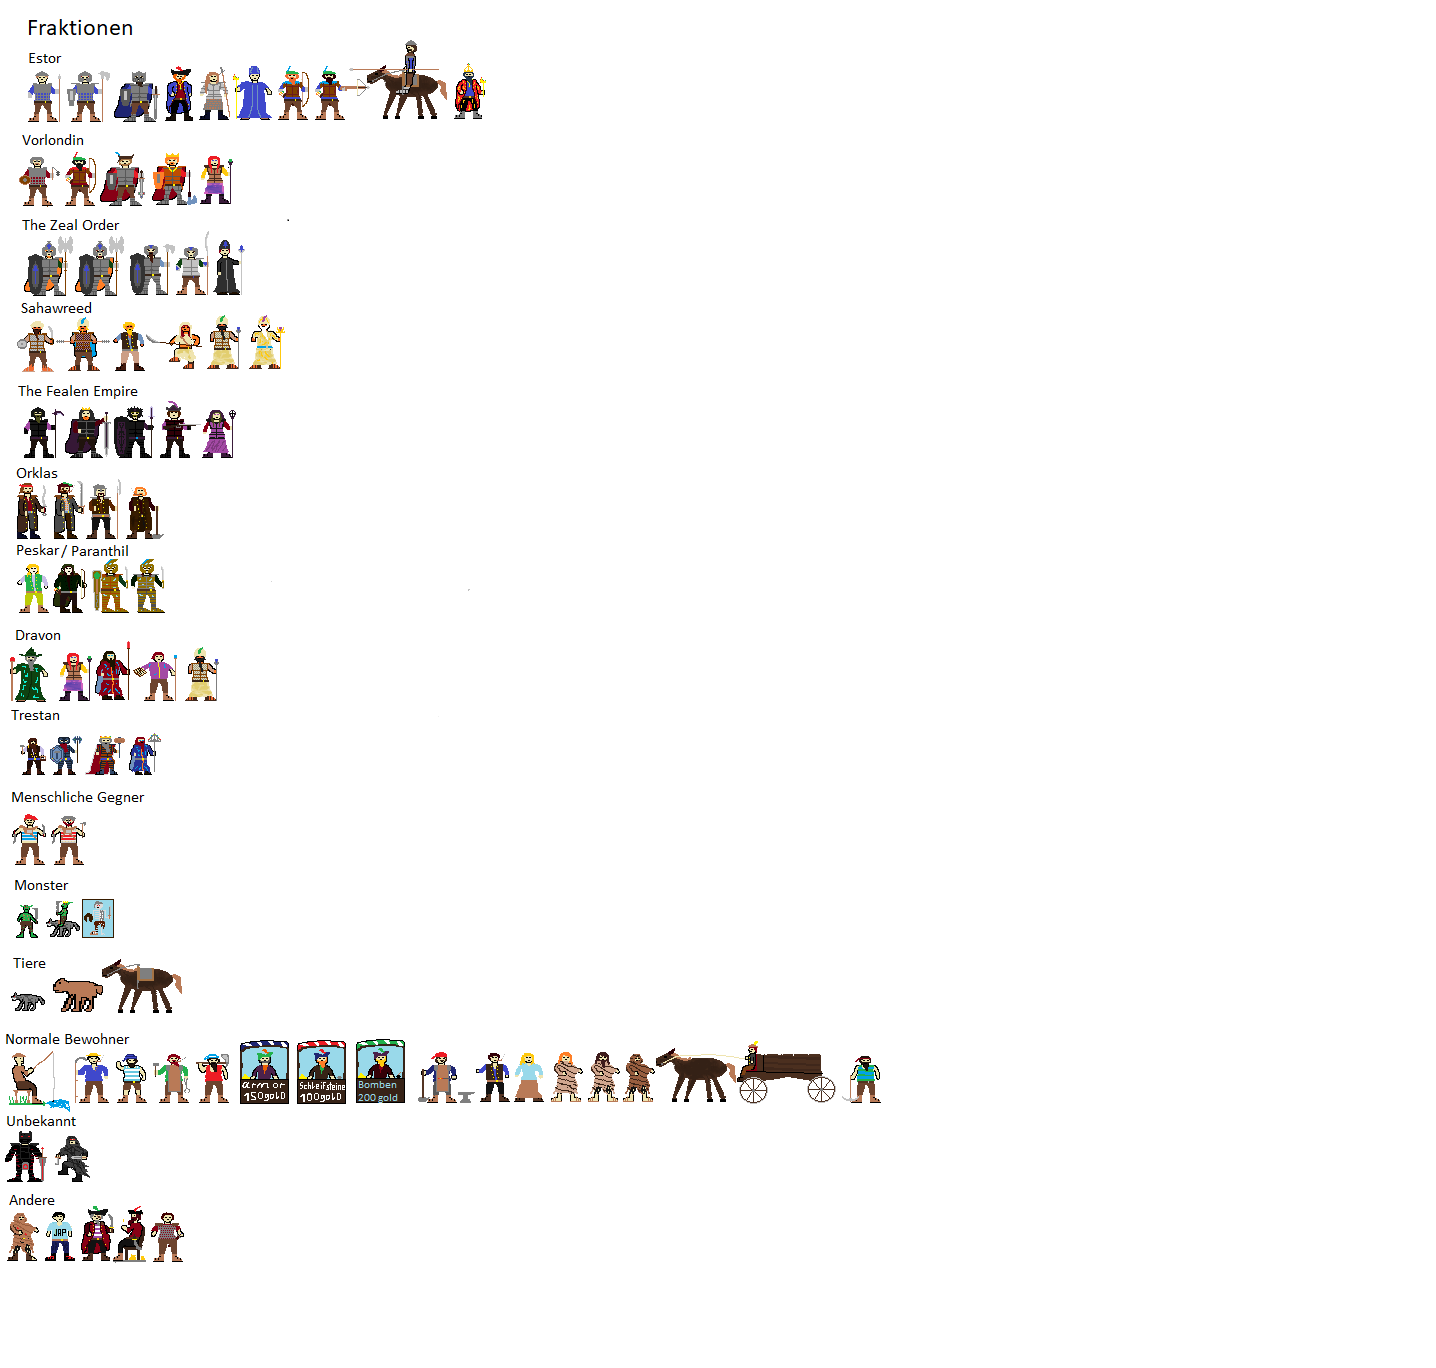 Fraktionen
Estor
Vorlondin
The Zeal Order
Sahawreed
The Fealen Empire
Orklas
Peskar/ Paranthil
Dravon
Trestan
Menschliche Gegner
Monster
Tiere
Normale Bewohner
armor
150gold
Schleifsteine
100gold
Bomben
200 gold
Unbekannt
Andere
JAP